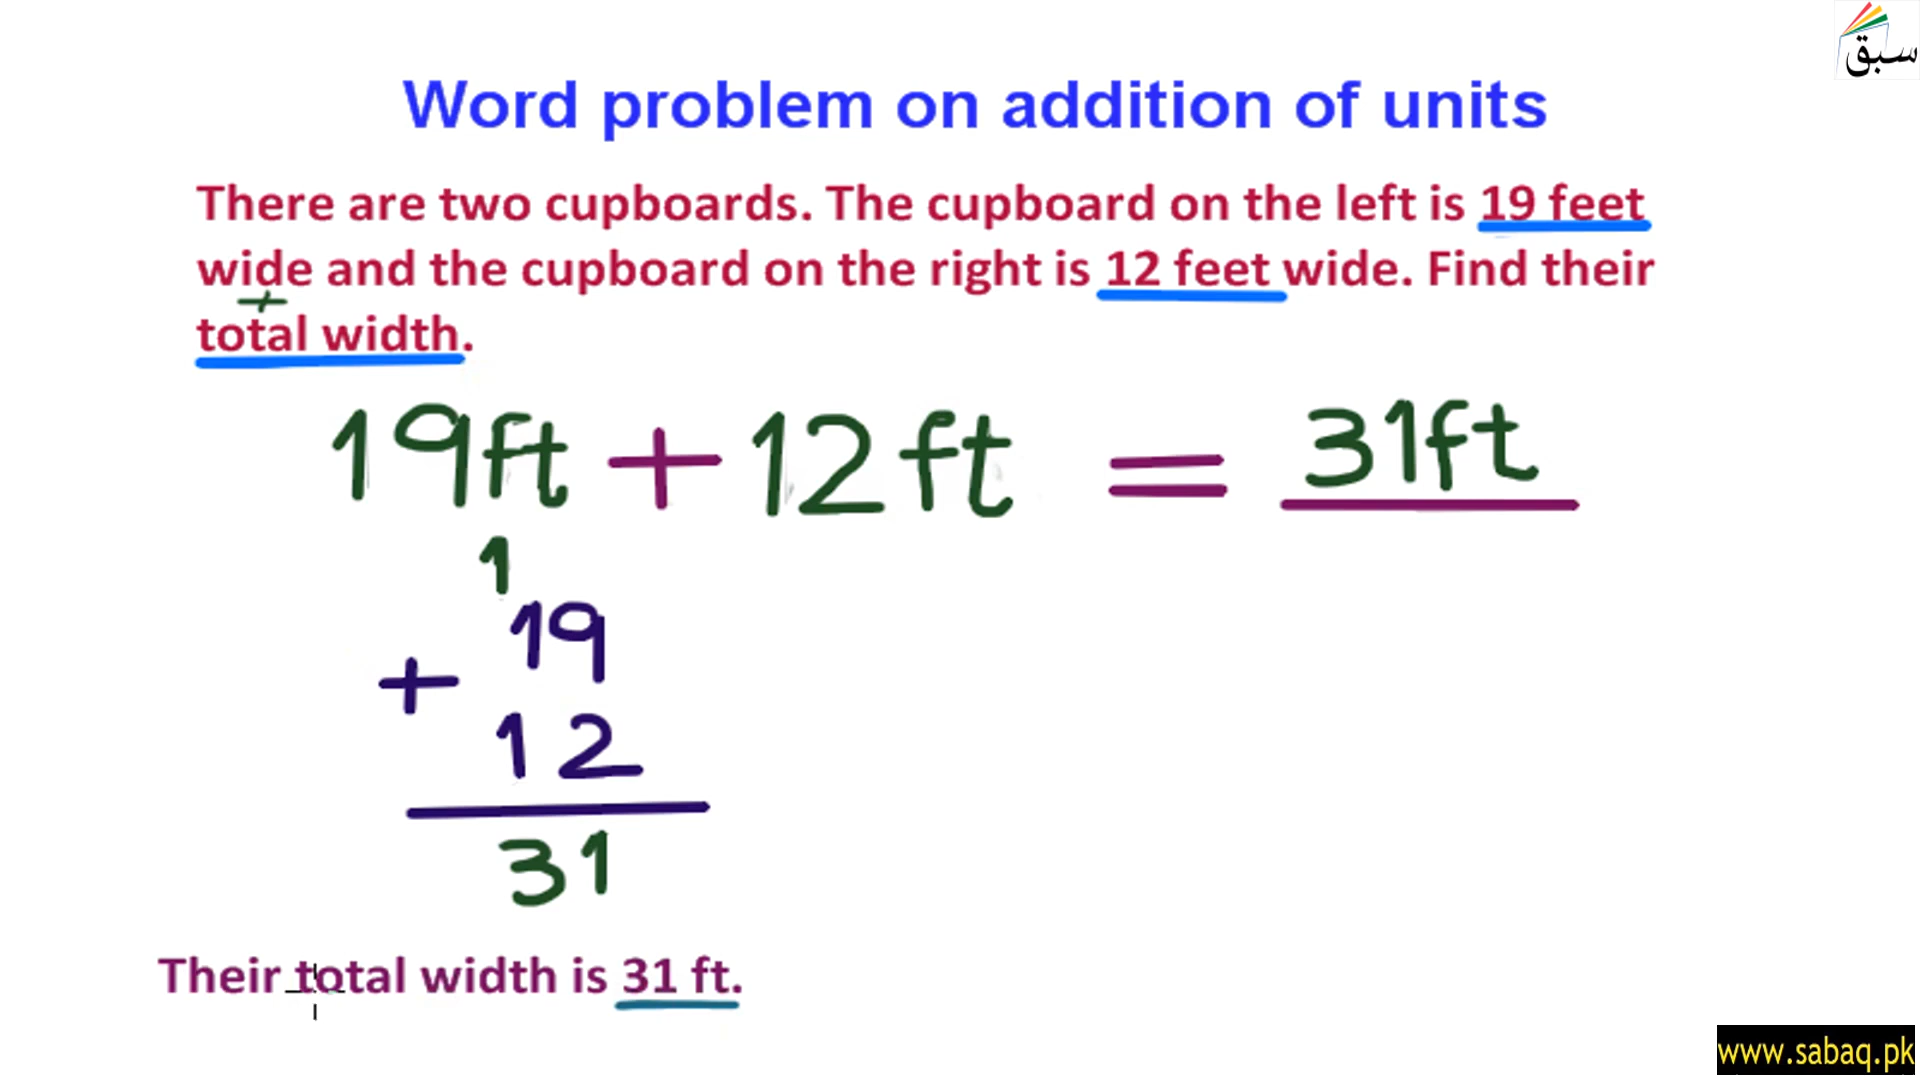 سبق
Word problem on addition of units
There are two cupboards. The cupboard on the left is 19 feet
wide and the cupboard on the right is 12 feet wide. Find their
+
total width.
19ft + 12ft = 31ft
1
19
+
12
31
Their total width is 31 ft.
www.sabaq.pk